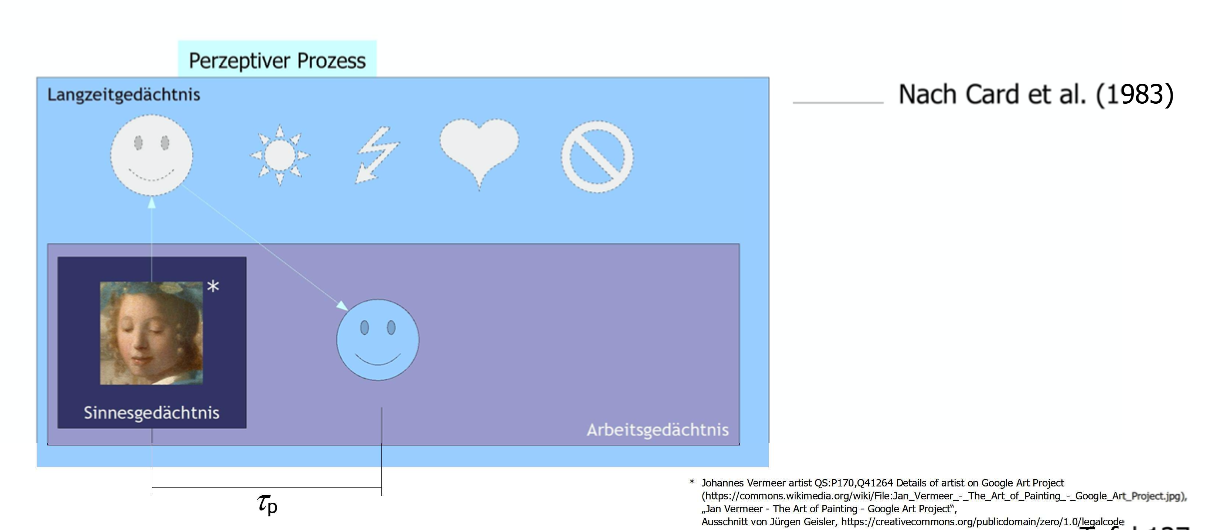 Perzeptiver Prozess
Langzeitgedächtnis
Nach Card et al. (1983)
*
Sinnesgedächtnis
Arbeitsgedächtnis
τp
* Johannes Vermeer artist QS:P170,Q41264 Details of artist on Google Art Project
(https://commons.wikimedia.org/wiki/File:Jan_Vermeer_-_The_Art_of_Painting_-_Google_Art_Project.jpg),
„Jan Vermeer - The Art of Painting - Google Art Project“,
Ausschnitt von Jürgen Geisler, https://creativecommons.org/publicdomain/zero/1.0/legalcode